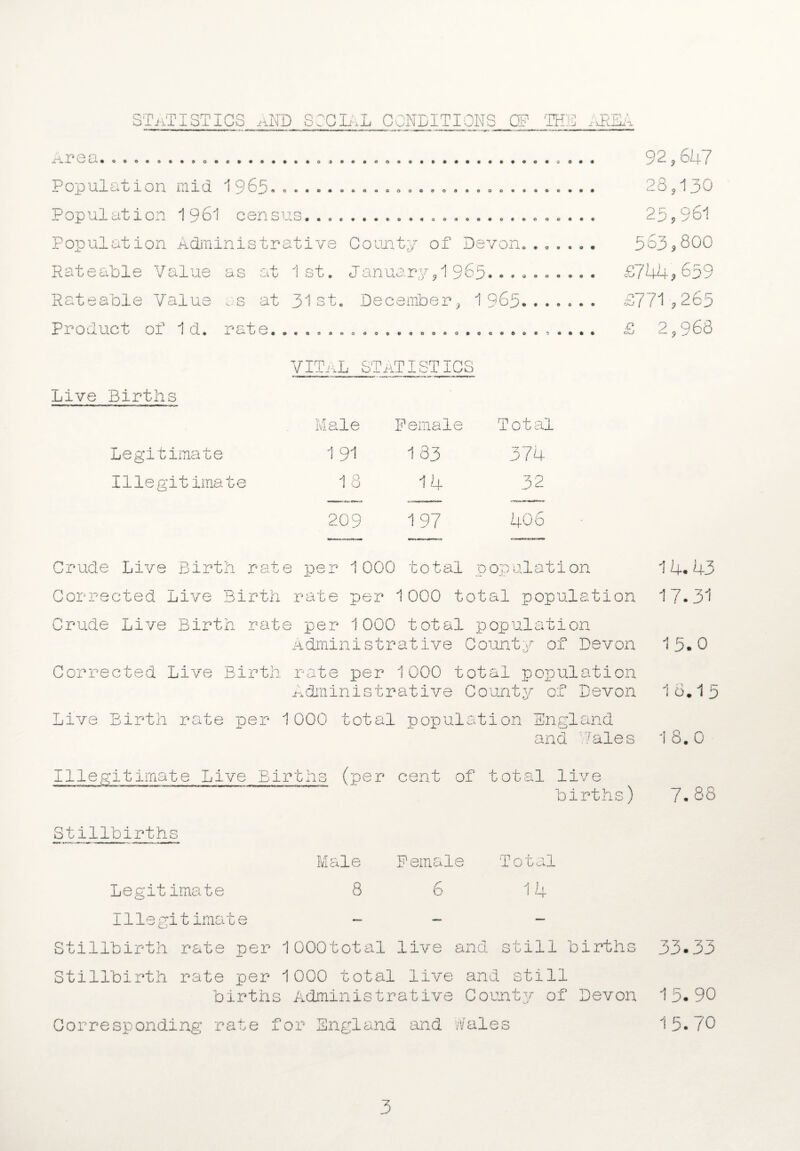 STATISTICS AND SOCIAL CONDITIONS OF THE AREA
Area.......................................... 92,647
Population mid 1965........................... 28,130
Population 1961 census........................ 25,961
Population Administrative County of Devon....... 563,800
Rateable Value as at 1st. January,1965.......... £744,659
Rateable Value as at 31st. December, 1965....... £771,265
Product of 1d. rate............................ £ 2,968
VITAL STATISTICS
Live Births
Male Female Total
Legitimate 191 183 374
Illegitimate 18 14 32
209 197 406
Crude Live Birth rate per 1000 total population 14.43
Corrected Live Birth rate per 1000 total population 17.31
Crude Live Birth rate per 1000 total population
Administrative County of Devon 15.0
Corrected Live Birth rate per 1000 total population
Administrative County of Devon 18.15
Live Birth rate per 1000 total population England
and Wales 18.0
Illegitimate Live Births (per cent of total live
births) 7.88
Stillbirths
Male Female Total
Legitimate 8 6 14
Illegitimate - - -
Stillbirth rate per 1000total live and still births 33.33
Stillbirth rate per 1000 total live and still
births Administrative County of Devon 15.90
Corresponding rate for England and Wales 15.70
3